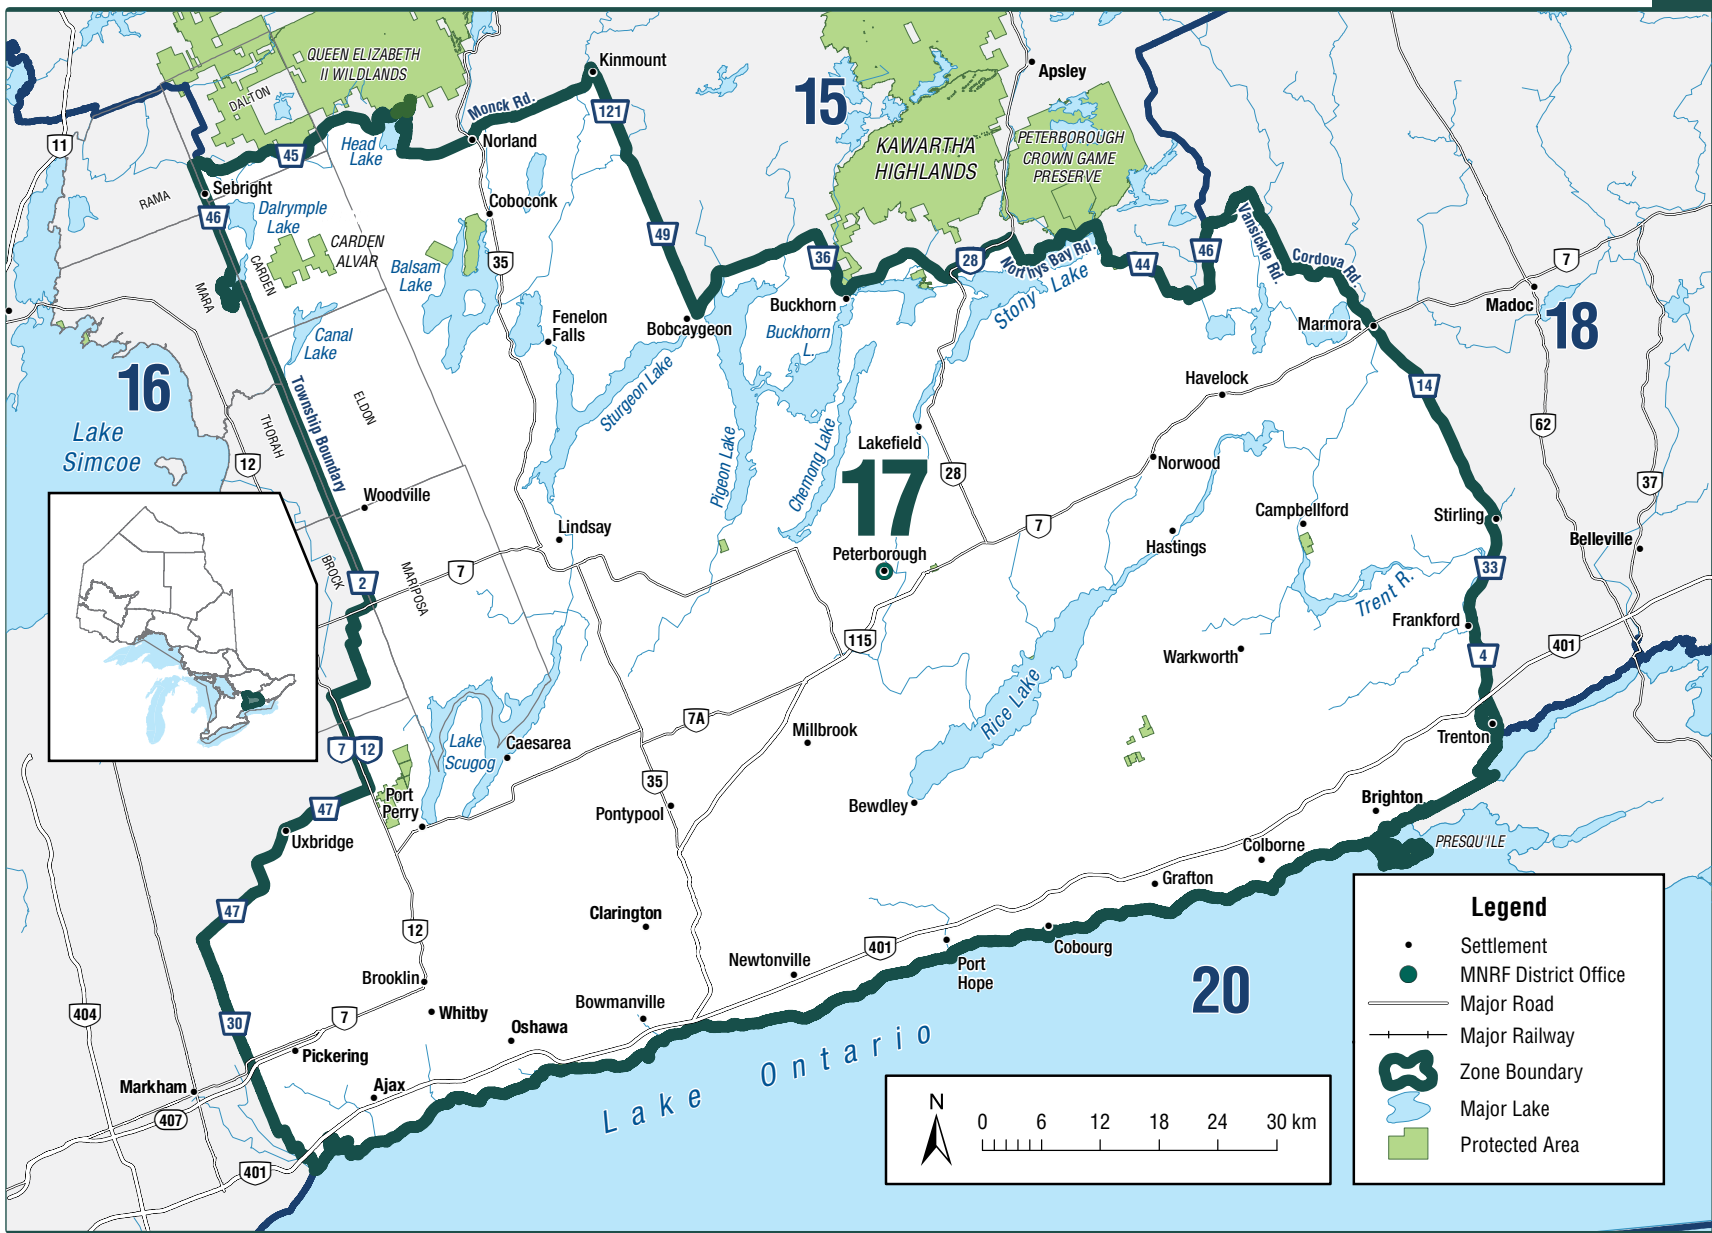 QUEEN ELIZABETH
II WILDLANDS
DALTON
Kinmount
Apsley
15
Monck Rd.
121
11
Norland
Head
Lake
45
KAWARTHA
HIGHLANDS
PETERBOROUGH
CROWN GAME
PRESERVE
Sebright
RAMA
46
Dalrymple
Lake
Coboconk
CARDEN
ALVAR
49
36
28
Northys Bay Rd.
44
46
Vansickle Rd.
Cordova Rd.
7
CARDEN
MARA
Balsam
Lake
35
Stony Lake
Buckhorn
Madoc
18
Bobcaygeon
Buckhorn
L.
Fenelon
Falls
Canal
Lake
Marmora
16
Lake
Simcoe
Township Boundary
ELDON
THORAH
Sturgeon Lake
Havelock
14
62
Lakefield
17
12
Pigeon Lake
Chemong Lake
28
Norwood
37
Woodville
Lindsay
Campbellford
Stirling
7
Hastings
Belleville
Peterborough
BROCK
2
7
MARIPOSA
33
Trent R.
Frankford
115
401
Warkworth
4
Rice Lake
7A
Millbrook
Lake
Scugog
Caesarea
7
12
Trenton
35
Port
Perry
Pontypool
Bewdley
Brighton
47
Uxbridge
Colborne
PRESQU'ILE
Grafton
47
Clarington
12
401
Cobourg
Newtonville
Port
Hope
Brooklin
Bowmanville
20
404
30
7
Whitby
Oshawa
Pickering
Markham
Ajax
407
401
Lake Ontario
N
0 6 12 18 24 30 km
Legend
Settlement
MNRF District Office
Major Road
Major Railway
Zone Boundary
Major Lake
Protected Area